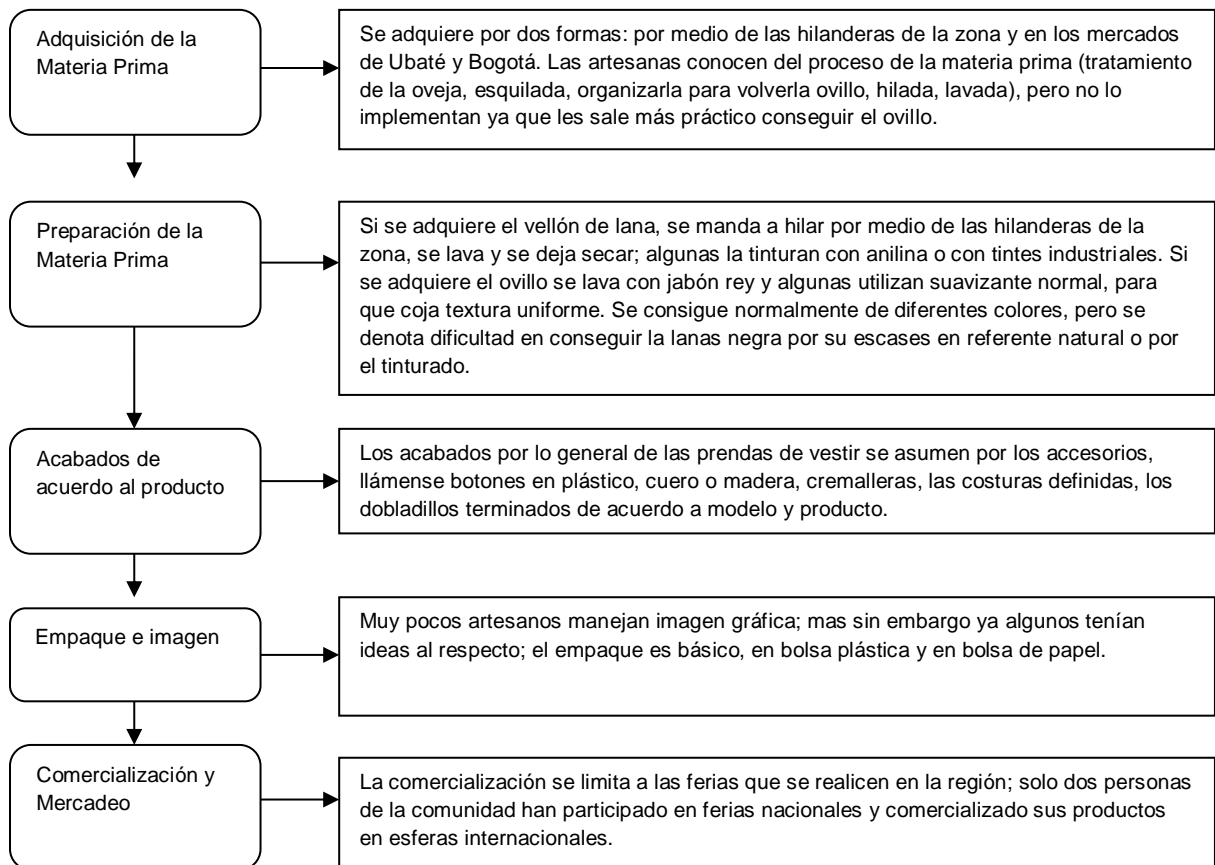 Adquisición de la
Materia Prima
Se adquiere por dos formas: por medio de las hilanderas de la zona y en los mercados
de Ubaté y Bogotá. Las artesanas conocen del proceso de la materia prima (tratamiento
de la oveja, esquilada, organizarla para volverla ovillo, hilada, lavada), pero no lo
implementan ya que les sale más práctico conseguir el ovillo.
Preparación de la
Materia Prima
Si se adquiere el vellón de lana, se manda a hilar por medio de las hilanderas de la
zona, se lava y se deja secar; algunas la tinturan con anilina o con tintes industriales. Si
se adquiere el ovillo se lava con jabón rey y algunas utilizan suavizante normal, para
que coja textura uniforme. Se consigue normalmente de diferentes colores, pero se
denota dificultad en conseguir la lanas negra por su escases en referente natural o por
el tinturado.
Acabados de
acuerdo al producto
Los acabados por lo general de las prendas de vestir se asumen por los accesorios,
llámense botones en plástico, cuero o madera, cremalleras, las costuras definidas, los
dobladillos terminados de acuerdo a modelo y producto.
Empaque e imagen
Muy pocos artesanos manejan imagen gráfica; mas sin embargo ya algunos tenían
ideas al respecto; el empaque es básico, en bolsa plástica y en bolsa de papel.
Comercialización y
Mercadeo
La comercialización se limita a las ferias que se realicen en la región; solo dos personas
de la comunidad han participado en ferias nacionales y comercializado sus productos
en esferas internacionales.